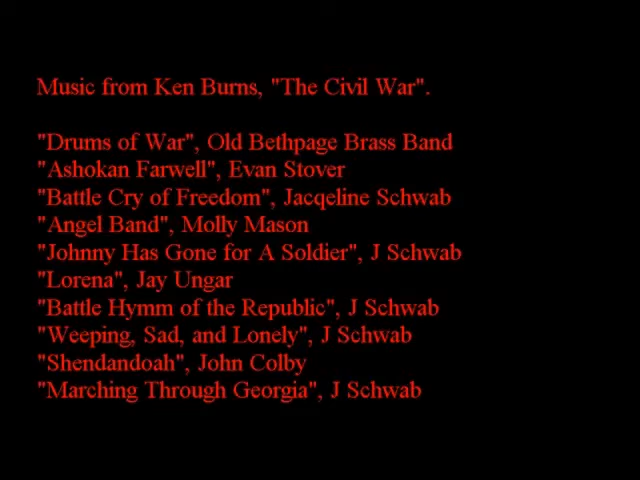 Music from Ken Burns, "The Civil War".
"Drums of War", Old Bethpage Brass Band
"Ashokan Farwell", Evan Stover
"Battle Cry of Freedom", Jacqeline Schwab
"Angel Band", Molly Mason
"Johnny Has Gone for A Soldier", J Schwab
"Lorena", Jay Ungar
"Battle Hymm of the Republic", J Schwab
"Weeping, Sad, and Lonely", J Schwab
"Shendandoah", John Colby
"Marching Through Georgia", J Schwab